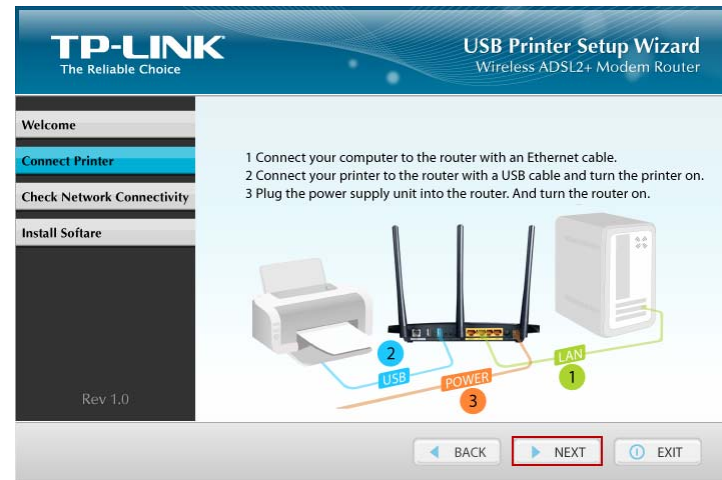 TP-LINK
The Reliable Choice
USB Printer Setup Wizard
Wireless ADSL2+ Modem Router
Welcome
Connect Printer
Check Network Connectivity
Install Softare
Rev 1.0
1 Connect your computer to the router with an Ethernet cable.
2 Connect your printer to the router with a USB cable and turn the printer on.
3 Plug the power supply unit into the router. And turn the router on.
2
USB
POWER
3
LAN
1
BACK
NEXT
EXIT